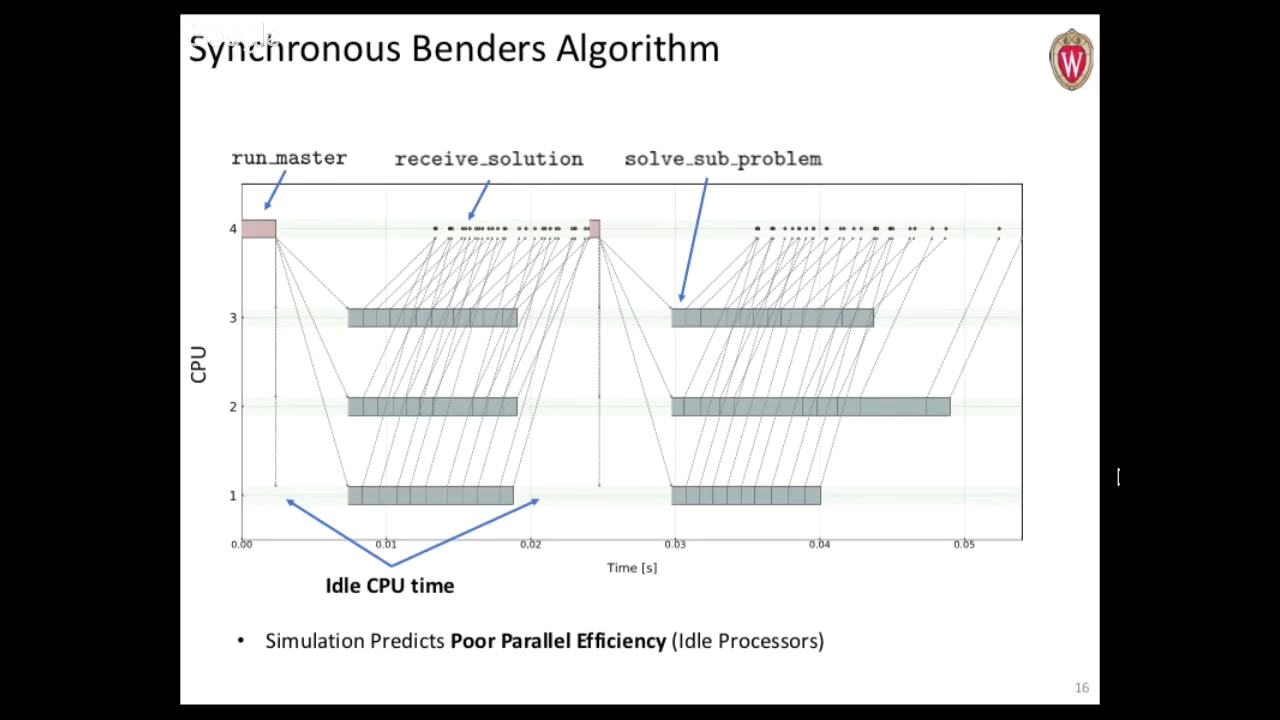 Google
Synchronous Benders Algorithm
W
run_master receive_solution solve_sub_problem
4
3
CPU
2
1
0.00 0.01 0.02 0.03 0.04 0.05
Time [s]
Idle CPU time
• Simulation Predicts Poor Parallel Efficiency (Idle Processors)
16